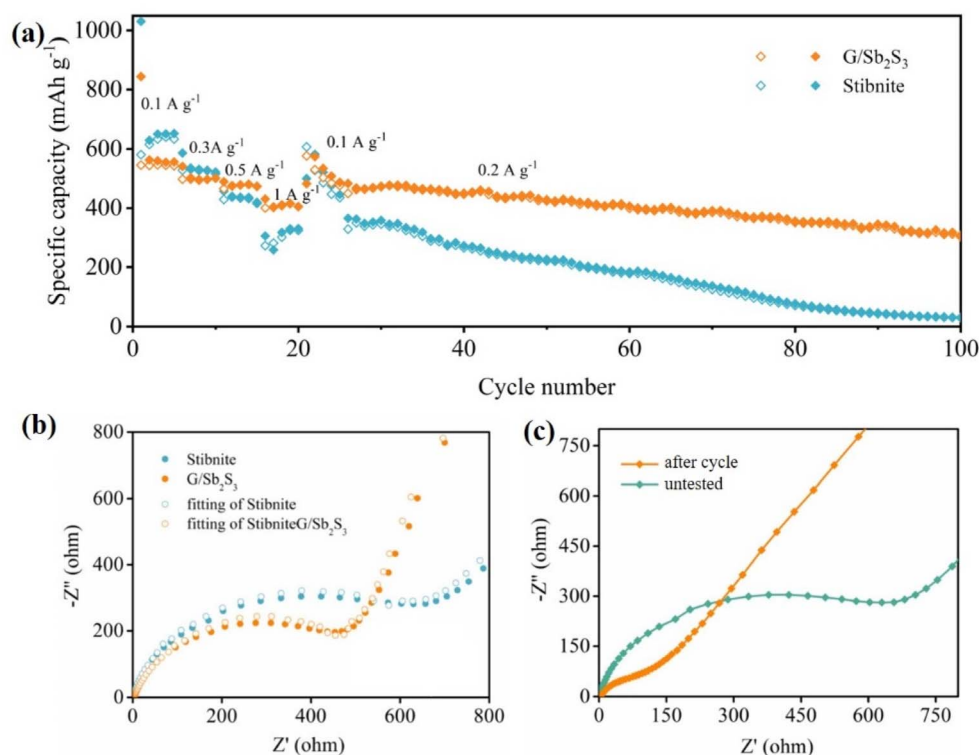 (a)
1000
800
600
400
200
0
Specific capacity (mAh g⁻¹)
0.1 A g⁻¹
0.3A g⁻¹
0.5 A g⁻¹
1 A g⁻¹
0.1 A g⁻¹
0.2 A g⁻¹
G/Sb₂S₃
Stibnite
0 20 40 60 80 100
Cycle number
(b)
800
600
400
200
0
-Z'' (ohm)
Stibnite
G/Sb₂S₃
fitting of Stibnite
fitting of StibniteG/Sb₂S₃
0 200 400 600 800
Z' (ohm)
(c)
750
600
450
300
150
0
-Z'' (ohm)
after cycle
untested
0 150 300 450 600 750
Z' (ohm)